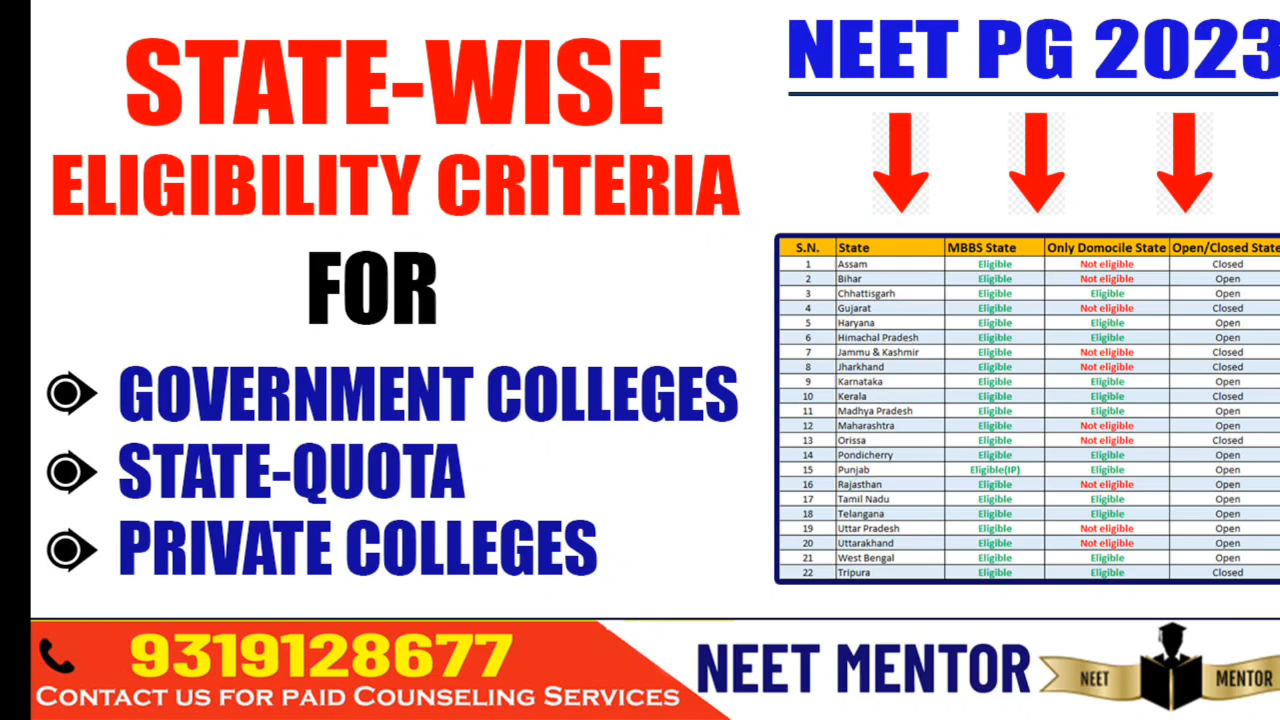 STATE-WISE
ELIGIBILITY CRITERIA
FOR
GOVERNMENT COLLEGES
STATE-QUOTA
PRIVATE COLLEGES
NEET PG 2023
S.N. State MBBS State Only Domocile State Open/Closed State
1 Assam Eligible Not eligible Closed
2 Bihar Eligible Not eligible Open
3 Chhattisgarh Eligible Eligible Open
4 Gujarat Eligible Not eligible Closed
5 Haryana Eligible Eligible Open
6 Himachal Pradesh Eligible Eligible Open
7 Jammu & Kashmir Eligible Not eligible Closed
8 Jharkhand Eligible Not eligible Closed
9 Karnataka Eligible Eligible Open
10 Kerala Eligible Eligible Closed
11 Madhya Pradesh Eligible Eligible Open
12 Maharashtra Eligible Not eligible Open
13 Orissa Eligible Not eligible Closed
14 Pondicherry Eligible Eligible Open
15 Punjab Eligible(IP) Eligible Open
16 Rajasthan Eligible Not eligible Open
17 Tamil Nadu Eligible Eligible Open
18 Telangana Eligible Eligible Open
19 Uttar Pradesh Eligible Not eligible Open
20 Uttarakhand Eligible Not eligible Open
21 West Bengal Eligible Eligible Open
22 Tripura Eligible Eligible Closed
9319128677
CONTACT US FOR PAID COUNSELING SERVICES
NEET MENTOR
NEET MENTOR